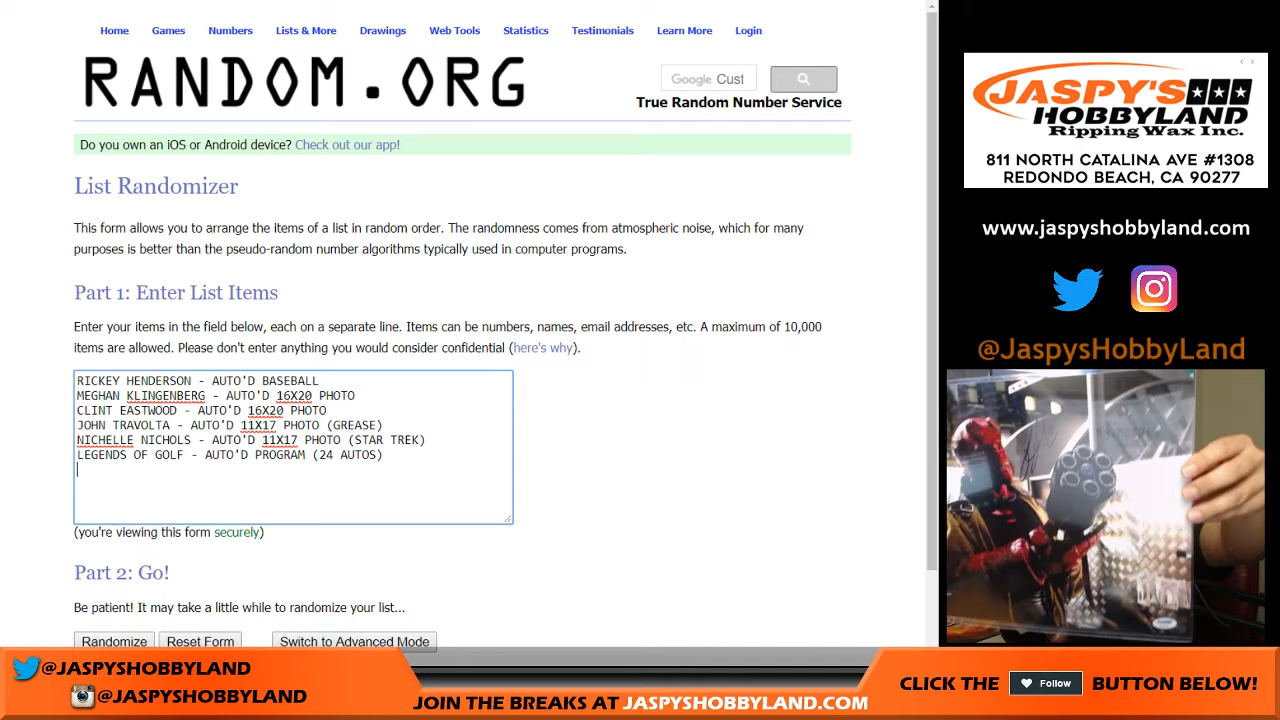 Home Games Numbers Lists & More Drawings Web Tools Statistics Testimonials Learn More Login
RANDOM.ORG
Google Cust
True Random Number Service
Do you own an iOS or Android device? Check out our app!
List Randomizer
This form allows you to arrange the items of a list in random order. The randomness comes from atmospheric noise, which for many
purposes is better than the pseudo-random number algorithms typically used in computer programs.
Part 1: Enter List Items
Enter your items in the field below, each on a separate line. Items can be numbers, names, email addresses, etc. A maximum of 10,000
items are allowed. Please don't enter anything you would consider confidential (here's why).
RICKEY HENDERSON - AUTO'D BASEBALL
MEGHAN KLINGENBERG - AUTO'D 16X20 PHOTO
CLINT EASTWOOD - AUTO'D 16X20 PHOTO
JOHN TRAVOLTA - AUTO'D 11X17 PHOTO (GREASE)
NICHELLE NICHOLS - AUTO'D 11X17 PHOTO (STAR TREK)
LEGENDS OF GOLF - AUTO'D PROGRAM (24 AUTOS)
(you're viewing this form securely)
Part 2: Go!
Be patient! It may take a little while to randomize your list...
Randomize Reset Form Switch to Advanced Mode
JASPY'S
HOBBYLAND
Ripping Wax Inc.
811 NORTH CATALINA AVE #1308
REDONDO BEACH, CA 90277
www.jaspyshobbyland.com
@JaspysHobbyLand
@JASPYSHOBBYLAND
@JASPYSHOBBYLAND
JOIN THE BREAKS AT JASPYSHOBBYLAND.COM
CLICK THE Follow BUTTON BELOW!